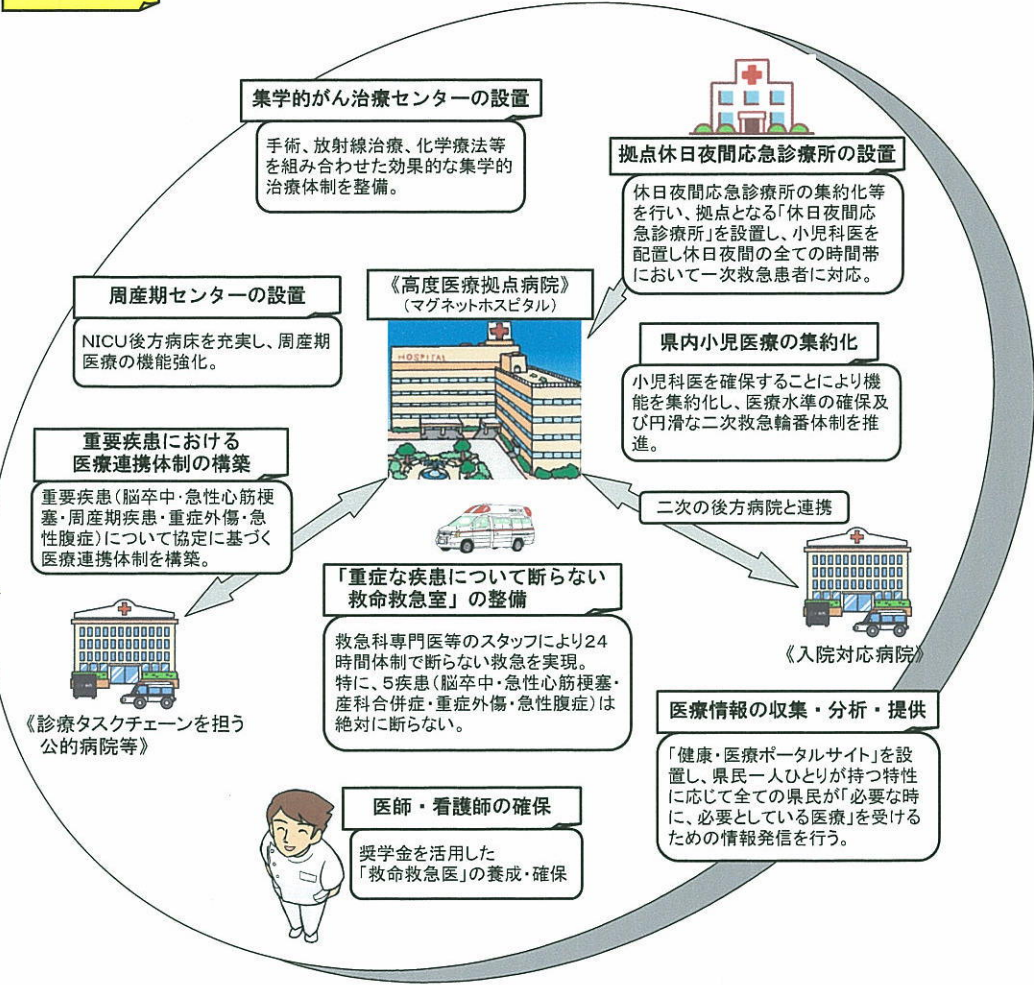 集学的がん治療センターの設置
手術、放射線治療、化学療法等
を組み合わせた効果的な集学的
治療体制を整備。
拠点休日夜間応急診療所の設置
休日夜間応急診療所の集約化等
を行い、拠点となる「休日夜間応
急診療所」を設置し、小児科医を
配置し休日夜間の全ての時間帯
において一次救急患者に対応。
周産期センターの設置
NICU後方病床を充実し、周産期
医療の機能強化。
《高度医療拠点病院》
（マグネットホスピタル）
HOSPITAL
県内小児医療の集約化
小児科医を確保することにより機
能を集約化し、医療水準の確保及
び円滑な二次救急輪番体制を推
進。
重要疾患における
医療連携体制の構築
重要疾患（脳卒中・急性心筋梗
塞・周産期疾患・重症外傷・急
性腹症）について協定に基づく
医療連携体制を構築。
二次の後方病院と連携
「重症な疾患について断らない
救命救急室」の整備
救急科専門医等のスタッフにより24
時間体制で断らない救急を実現。
特に、5疾患（脳卒中・急性心筋梗塞・
産科合併症・重症外傷・急性腹症）は
絶対に断らない。
《診療タスクチェーンを担う
公的病院等》
《入院対応病院》
医療情報の収集・分析・提供
「健康・医療ポータルサイト」を設
置し、県民一人ひとりが持つ特性
に応じて全ての県民が「必要な時
に、必要としている医療」を受ける
ための情報発信を行う。
医師・看護師の確保
奨学金を活用した
「救命救急医」の養成・確保